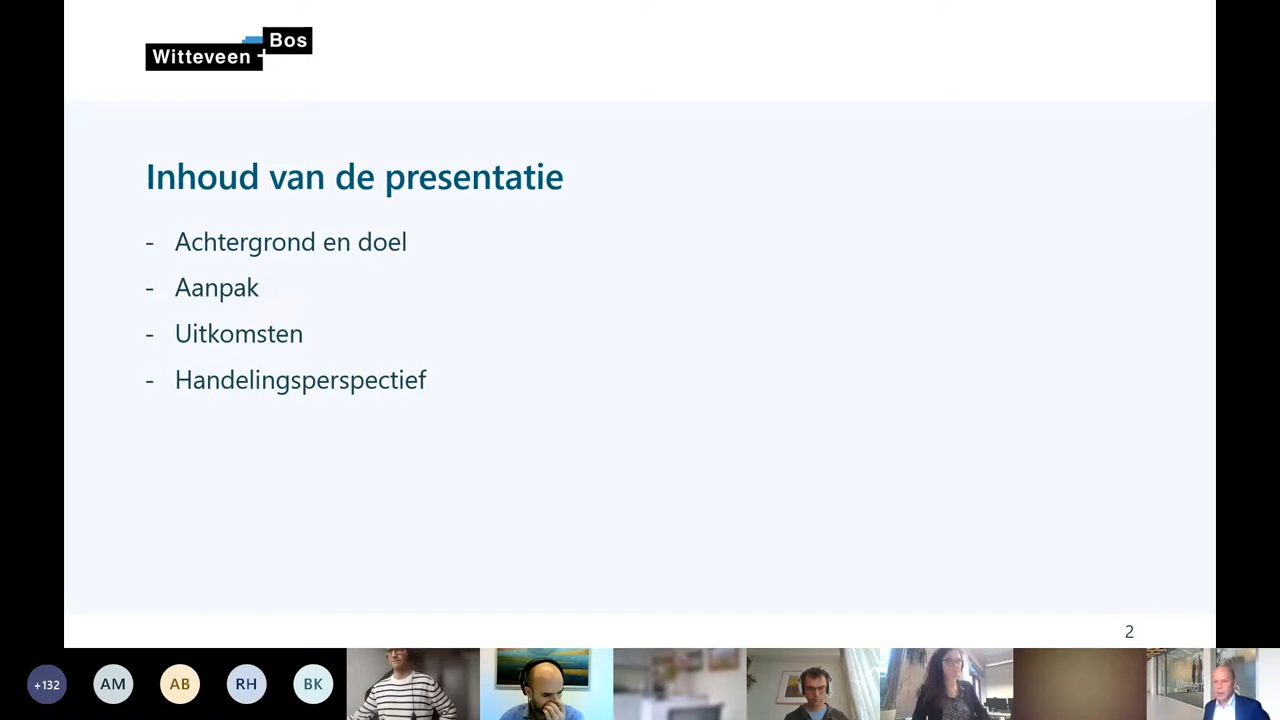 Witteveen + Bos
Inhoud van de presentatie
- Achtergrond en doel
- Aanpak
- Uitkomsten
- Handelingsperspectief
2
+132
AM
AB
RH
BK